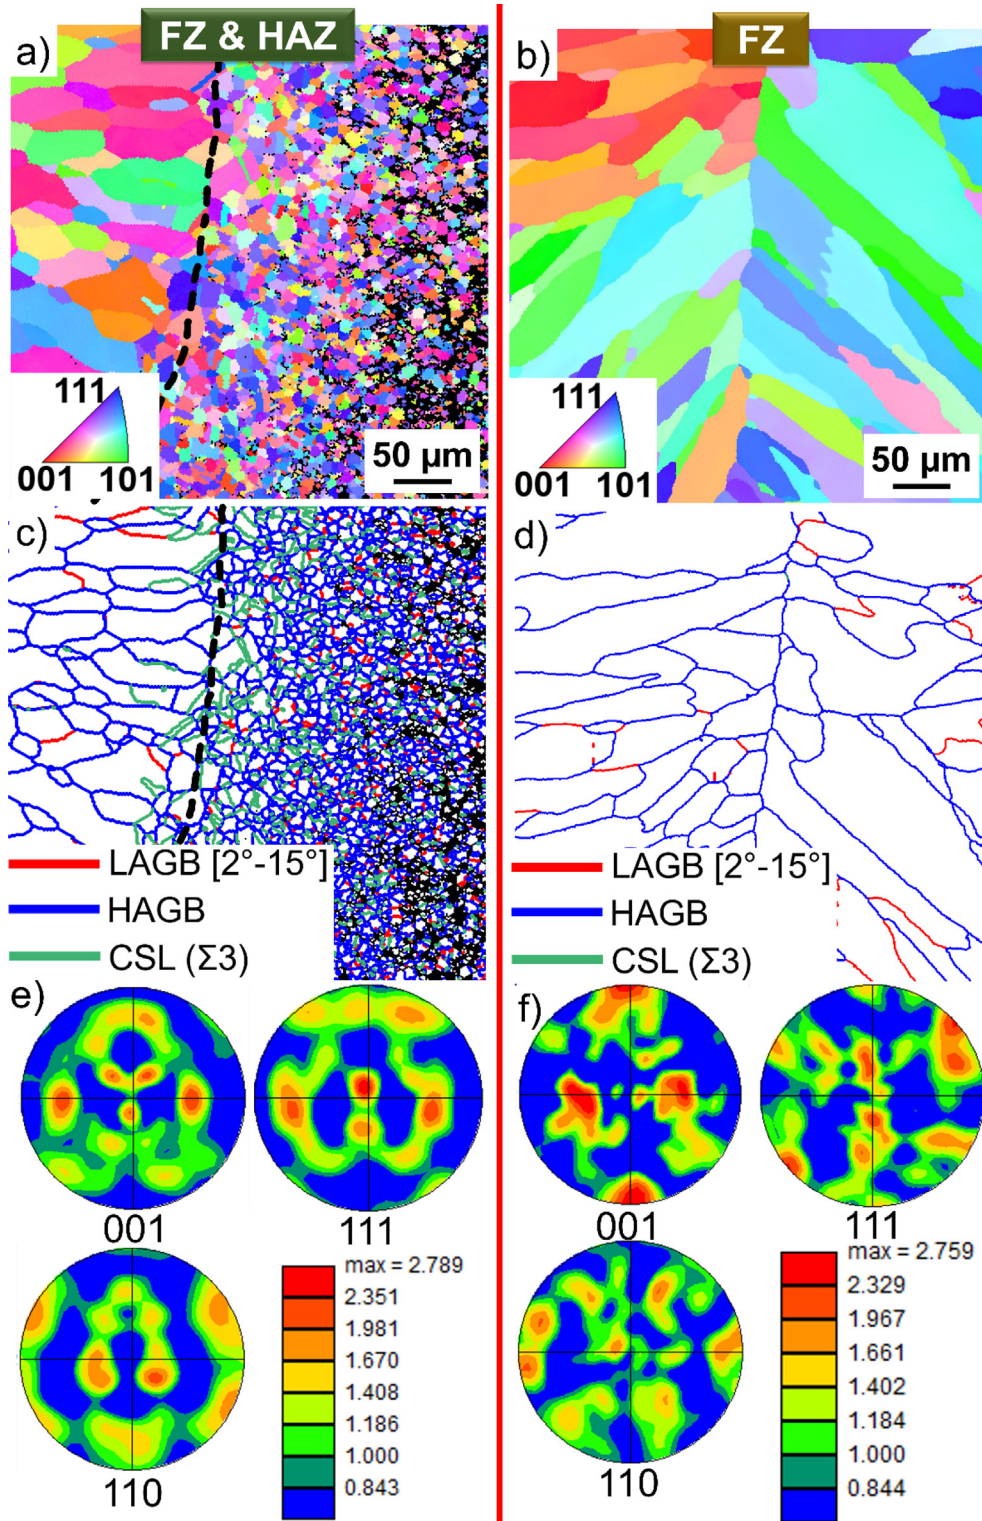 FZ & HAZ
FZ
a)
111
001 101
50 µm
b)
111
001 101
50 µm
c)
LAGB [2°-15°]
HAGB
CSL (Σ3)
d)
LAGB [2°-15°]
HAGB
CSL (Σ3)
e)
001
111
110
max = 2.789
2.351
1.981
1.670
1.408
1.186
1.000
0.843
f)
001
111
110
max = 2.759
2.329
1.967
1.661
1.402
1.184
1.000
0.844